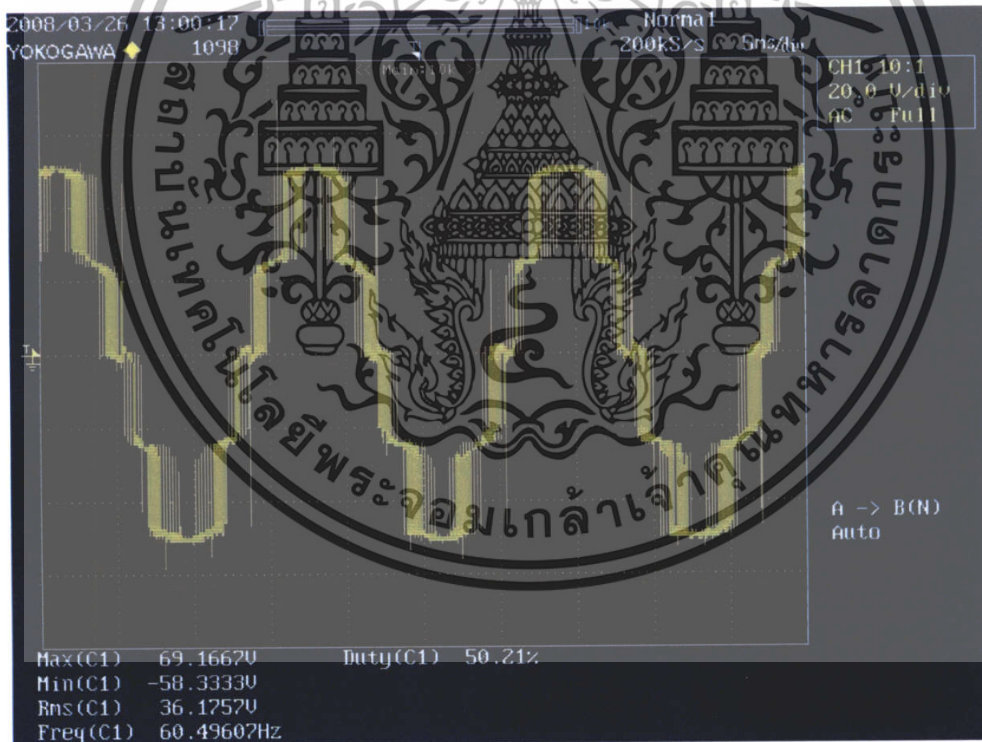 2008/03/26 13:00:17
Normal
YOKOGAWA 1098
200kS/s 5ms/div
<< Main:10k >>
CH1 10:1
20.0 V/div
AC Full
สถาบันเทคโนโลยีพระจอมเกล้าเจ้าคุณทหารลาดกระบัง
T
A -> B(N)
Auto
Max(C1) 69.1667V Duty(C1) 50.21%
Min(C1) -58.3333V
Rms(C1) 36.1757V
Freq(C1) 60.49607Hz